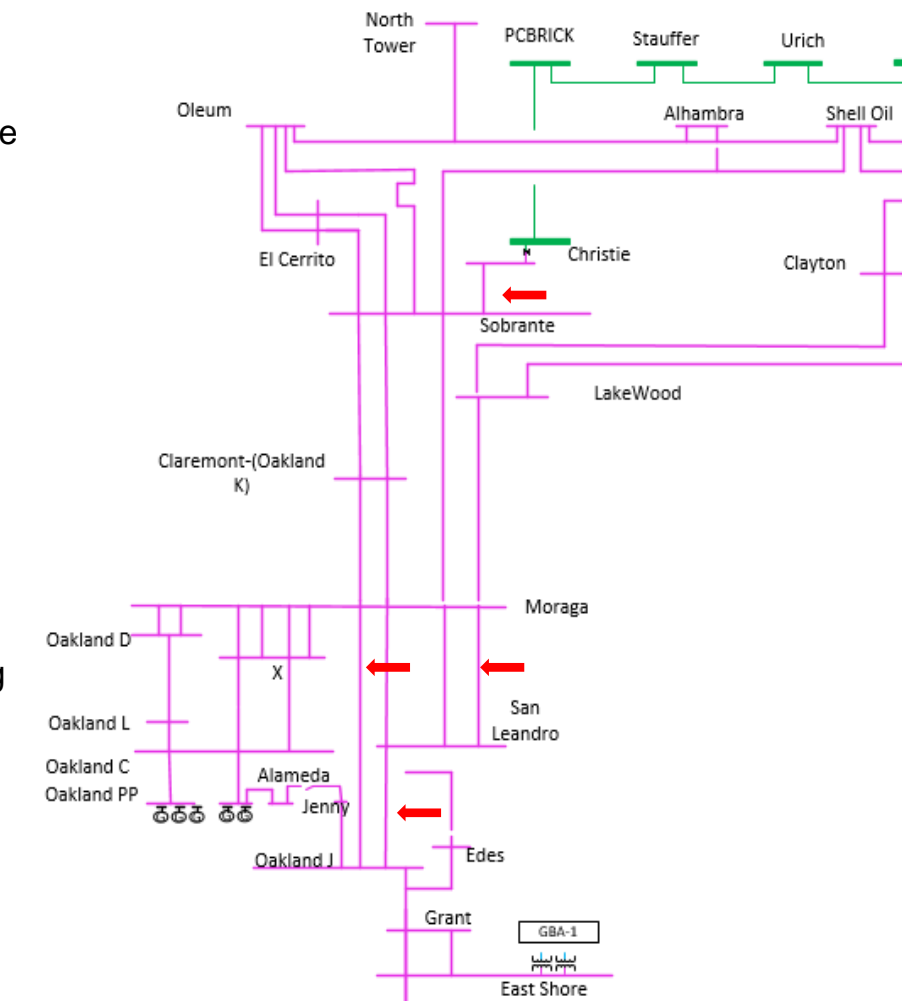 North
Tower
PCBRICK
Stauffer
Urich
Oleum
e
Alhambra
Shell Oil
El Cerrito
Christie
Clayton
Sobrante
LakeWood
Claremont-(Oakland
K)
Moraga
Oakland D
g
X
San
Leandro
Oakland L
Oakland C
Alameda
Oakland PP
Jenny
G G G G G
Oakland J
Edes
Grant
GBA-1
East Shore